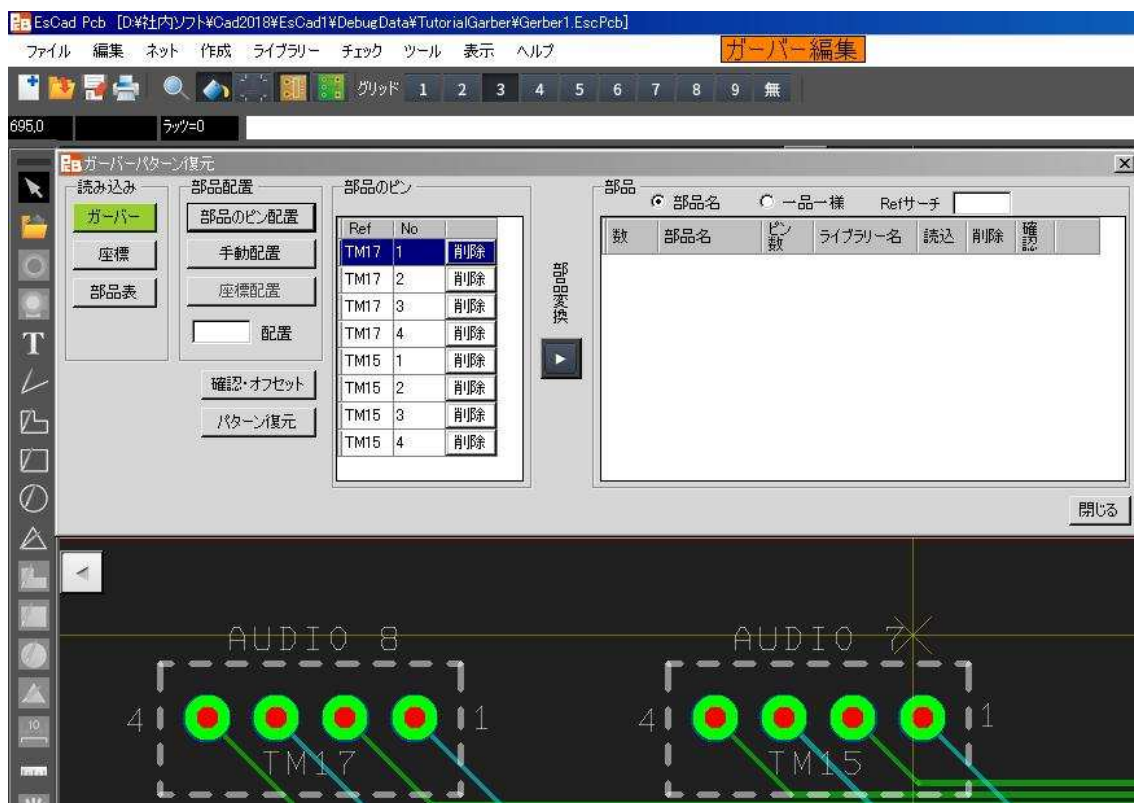 EsCad Pcb [D:¥社内ソフト¥Cad2018¥EsCad1¥DebugData¥TutorialGarber¥Gerber1.EscPcb]
ファイル 編集 ネット 作成 ライブラリー チェック ツール 表示 ヘルプ ガーバー編集
グリッド 1 2 3 4 5 6 7 8 9 無
695,0 ラッツ=0
ガーバーパターン復元
読み込み
ガーバー
座標
部品表
部品配置
部品のピン配置
手動配置
座標配置
配置
確認・オフセット
パターン復元
部品のピン
Ref No
TM17 1 削除
TM17 2 削除
TM17 3 削除
TM17 4 削除
TM15 1 削除
TM15 2 削除
TM15 3 削除
TM15 4 削除
部品変換
部品
部品名 一品一様 Refサーチ
数 部品名 ピン数 ライブラリー名 読込 削除 確認
閉じる
T
10
AUDIO 8 AUDIO 7
4 1 4 1
TM17 TM15